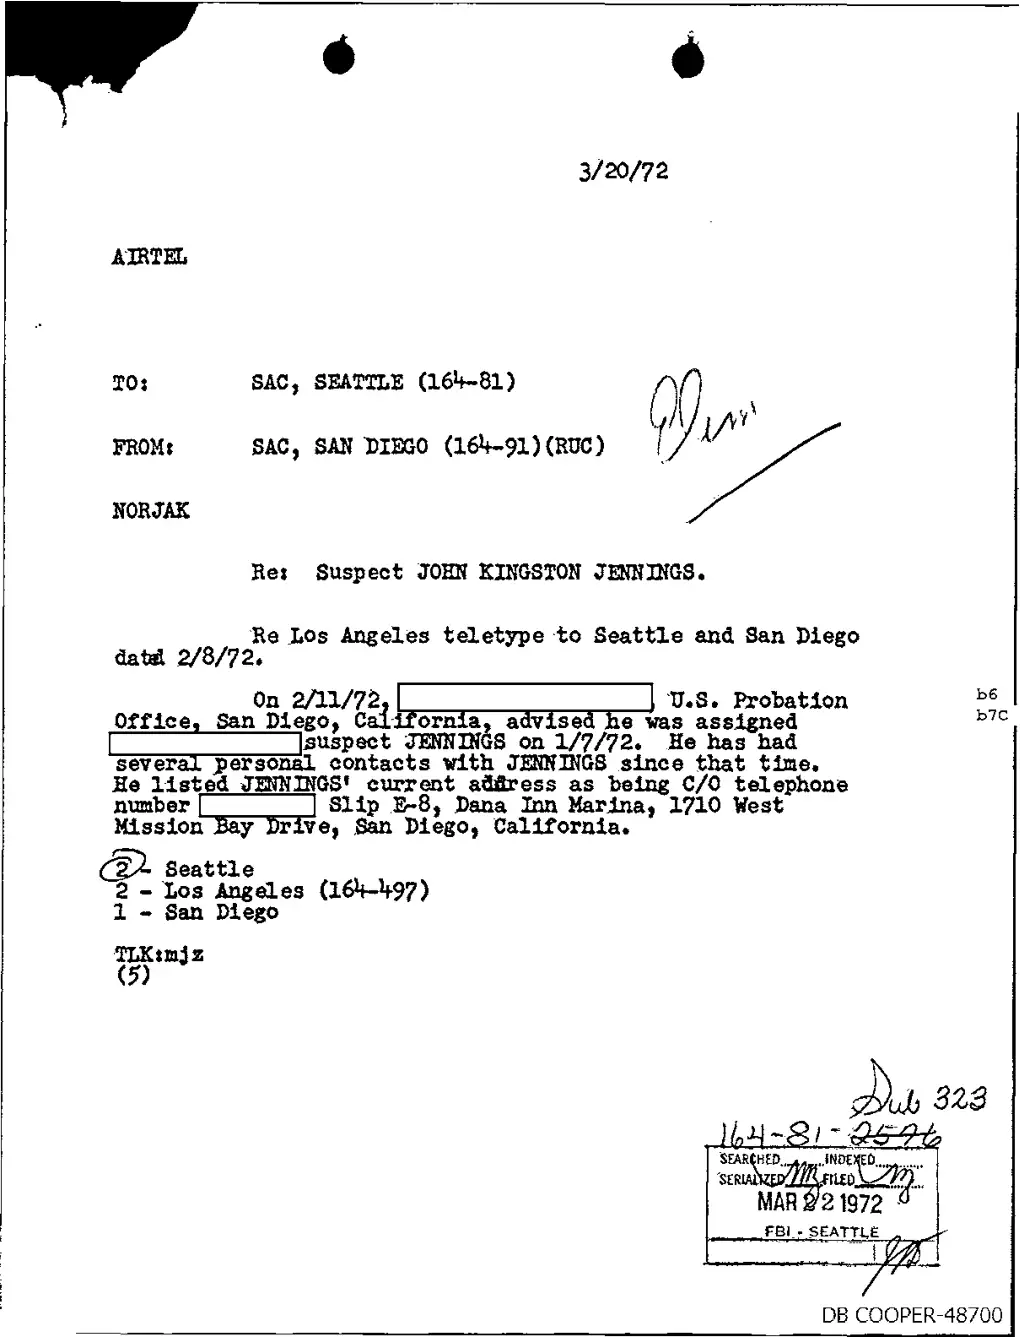 3/20/72
AIRTEL
TO: SAC, SEATTLE (164-81)
FROM: SAC, SAN DIEGO (164-91)(RUC)
NORJAK
Re: Suspect JOHN KINGSTON JENNINGS.
Re Los Angeles teletype to Seattle and San Diego
dated 2/8/72.
On 2/11/72, , U.S. Probation
b6
b7C
Office, San Diego, California, advised he was assigned
suspect JENNINGS on 1/7/72. He has had
several personal contacts with JENNINGS since that time.
He listed JENNINGS' current address as being C/O telephone
number Slip E-8, Dana Inn Marina, 1710 West
Mission Bay Drive, San Diego, California.
2 - Seattle
2 - Los Angeles (164-497)
1 - San Diego
TLK:mjz
(5)
Sub 323
164-81-2576
SEARCHED INDEXED
SERIALIZED FILED
MAR 22 1972
FBI - SEATTLE
DB COOPER-48700